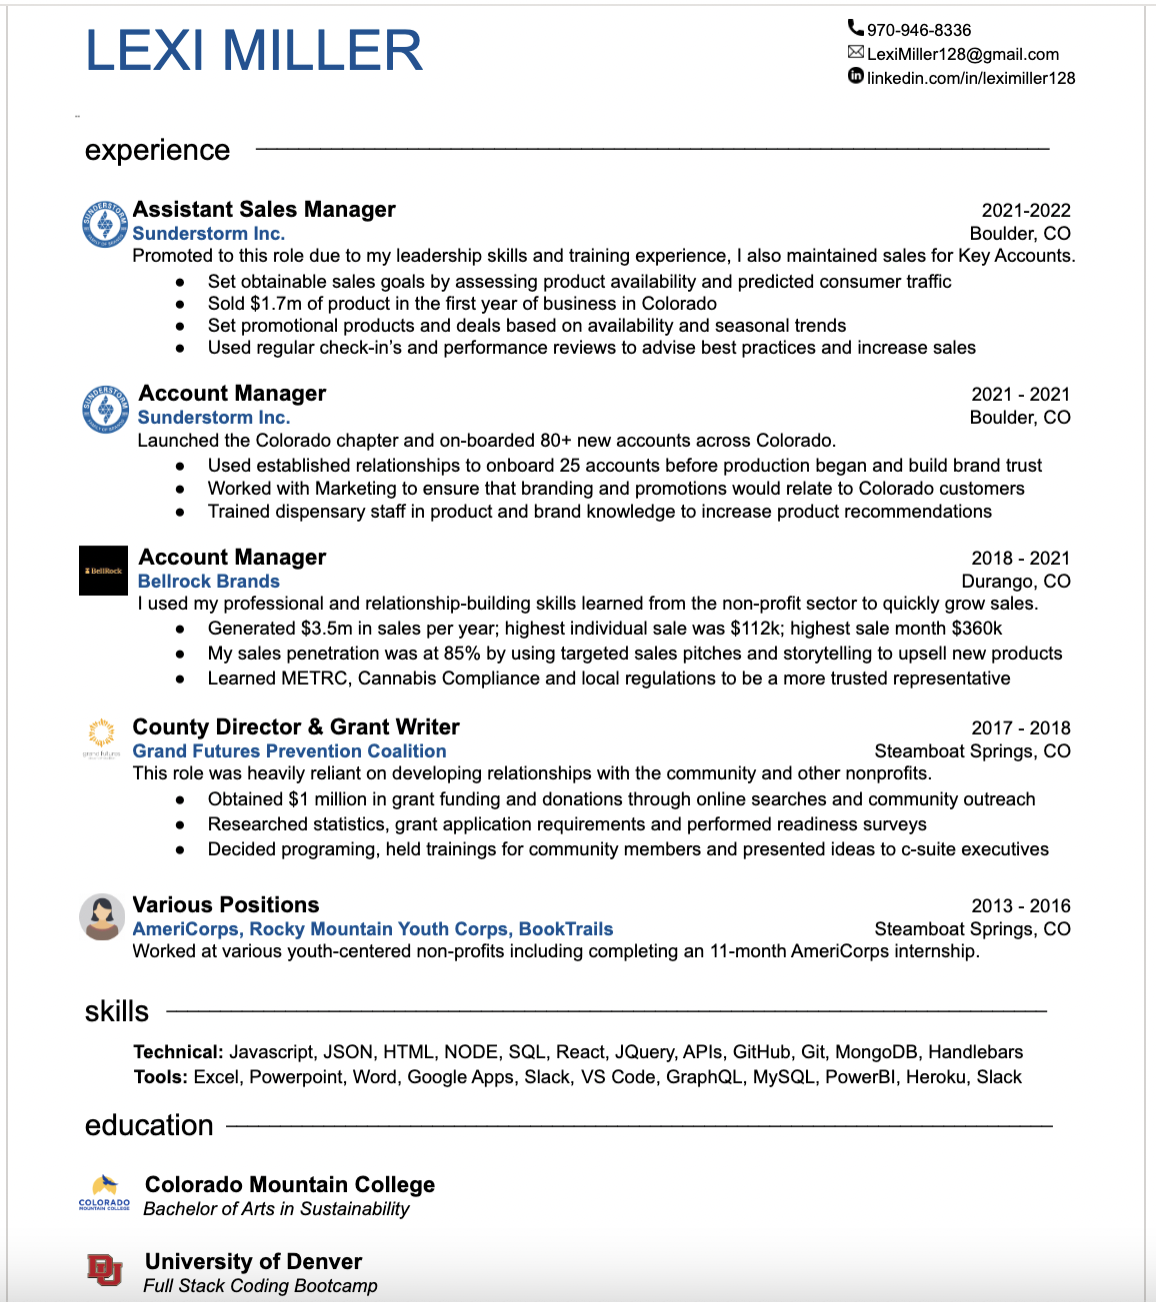 LEXI MILLER
970-946-8336
LexiMiller128@gmail.com
linkedin.com/in/leximiller128
experience
Assistant Sales Manager 2021-2022
Sunderstorm Inc. Boulder, CO
Promoted to this role due to my leadership skills and training experience, I also maintained sales for Key Accounts.
● Set obtainable sales goals by assessing product availability and predicted consumer traffic
● Sold $1.7m of product in the first year of business in Colorado
● Set promotional products and deals based on availability and seasonal trends
● Used regular check-in's and performance reviews to advise best practices and increase sales
Account Manager 2021 - 2021
Sunderstorm Inc. Boulder, CO
Launched the Colorado chapter and on-boarded 80+ new accounts across Colorado.
● Used established relationships to onboard 25 accounts before production began and build brand trust
● Worked with Marketing to ensure that branding and promotions would relate to Colorado customers
● Trained dispensary staff in product and brand knowledge to increase product recommendations
BellRock
Account Manager 2018 - 2021
Bellrock Brands Durango, CO
I used my professional and relationship-building skills learned from the non-profit sector to quickly grow sales.
● Generated $3.5m in sales per year; highest individual sale was $112k; highest sale month $360k
● My sales penetration was at 85% by using targeted sales pitches and storytelling to upsell new products
● Learned METRC, Cannabis Compliance and local regulations to be a more trusted representative
County Director & Grant Writer 2017 - 2018
grand futures
Grand Futures Prevention Coalition Steamboat Springs, CO
This role was heavily reliant on developing relationships with the community and other nonprofits.
● Obtained $1 million in grant funding and donations through online searches and community outreach
● Researched statistics, grant application requirements and performed readiness surveys
● Decided programing, held trainings for community members and presented ideas to c-suite executives
Various Positions 2013 - 2016
AmeriCorps, Rocky Mountain Youth Corps, BookTrails Steamboat Springs, CO
Worked at various youth-centered non-profits including completing an 11-month AmeriCorps internship.
skills
Technical: Javascript, JSON, HTML, NODE, SQL, React, JQuery, APIs, GitHub, Git, MongoDB, Handlebars
Tools: Excel, Powerpoint, Word, Google Apps, Slack, VS Code, GraphQL, MySQL, PowerBI, Heroku, Slack
education
COLORADO
MOUNTAIN COLLEGE
Colorado Mountain College
Bachelor of Arts in Sustainability
DU
University of Denver
Full Stack Coding Bootcamp